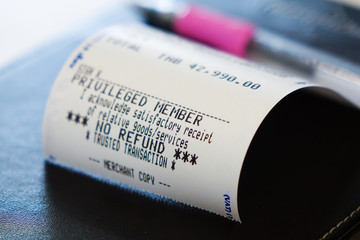 TOTAL THB 42,990.00
SIGN X
PRIVILEGED MEMBER
I acknowledge satisfactory receipt
of relative goods/services
*** NO REFUND ***
* TRUSTED TRANSACTION *
--- MERCHANT COPY ---